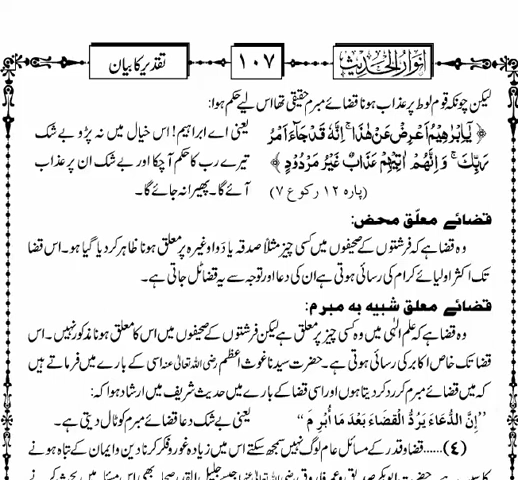 انوارُ الحدیث ۱۰۷ تقدیر کا بیان
لیکن چونکہ قوم لوط پر عذاب ہونا قضائے مبرم حقیقی تھا اس لیے حکم ہوا:
﴿ يٰۤاِبْرٰهِيْمُ اَعْرِضْ عَنْ هٰذَا ۚ اِنَّهٗ قَدْ جَآءَ اَمْرُ یعنی اے ابراہیم! اس خیال میں نہ پڑو بے شک
رَبِّكَ ۚ وَ اِنَّهُمْ اٰتِيْهِمْ عَذَابٌ غَيْرُ مَرْدُوْدٍ ﴾ تیرے رب کا حکم آچکا اور بے شک ان پر عذاب
(پارہ ۱۲ رکوع ۷) آئے گا۔ پھیرا نہ جائے گا۔
قضائے معلّق محض:
وہ قضا ہے کہ فرشتوں کے صحیفوں میں کسی چیز مثلاً صدقہ یا دوا وغیرہ پر معلق ہونا ظاہر کردیا گیا ہو۔ اس قضا
تک اکثر اولیائے کرام کی رسائی ہوتی ہے ان کی دعا اور توجہ سے یہ قضا ٹل جاتی ہے۔
قضائے معلق شبیہ بہ مبرم:
وہ قضا ہے کہ علم الٰہی میں وہ کسی چیز پر معلق ہے لیکن فرشتوں کے صحیفوں میں اس کا معلق ہونا مذکور نہیں۔ اس
قضا تک خاص اکابر کی رسائی ہوتی ہے۔ حضرت سیدنا غوث اعظم رضی اللہ تعالیٰ عنہ اسی کے بارے میں فرماتے ہیں
کہ میں قضائے مبرم کو رد کردیتا ہوں اور اسی قضا کے بارے میں حدیث شریف میں ارشاد ہوا کہ:
’’اِنَّ الدُّعَاءَ يَرُدُّ الْقَضَاءَ بَعْدَ مَا أُبْرِمَ‘‘ یعنی بے شک دعا قضائے مبرم کو ٹال دیتی ہے۔
(۴)......قضا و قدر کے مسائل عام لوگ نہیں سمجھ سکتے اس میں زیادہ غور و فکر کرنا دین و ایمان کے تباہ ہونے